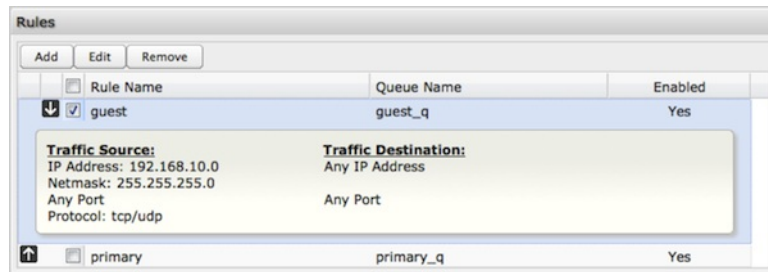 Rules
Add Edit Remove
Rule Name Queue Name Enabled
guest guest_q Yes
Traffic Source: Traffic Destination:
IP Address: 192.168.10.0 Any IP Address
Netmask: 255.255.255.0
Any Port Any Port
Protocol: tcp/udp
primary primary_q Yes